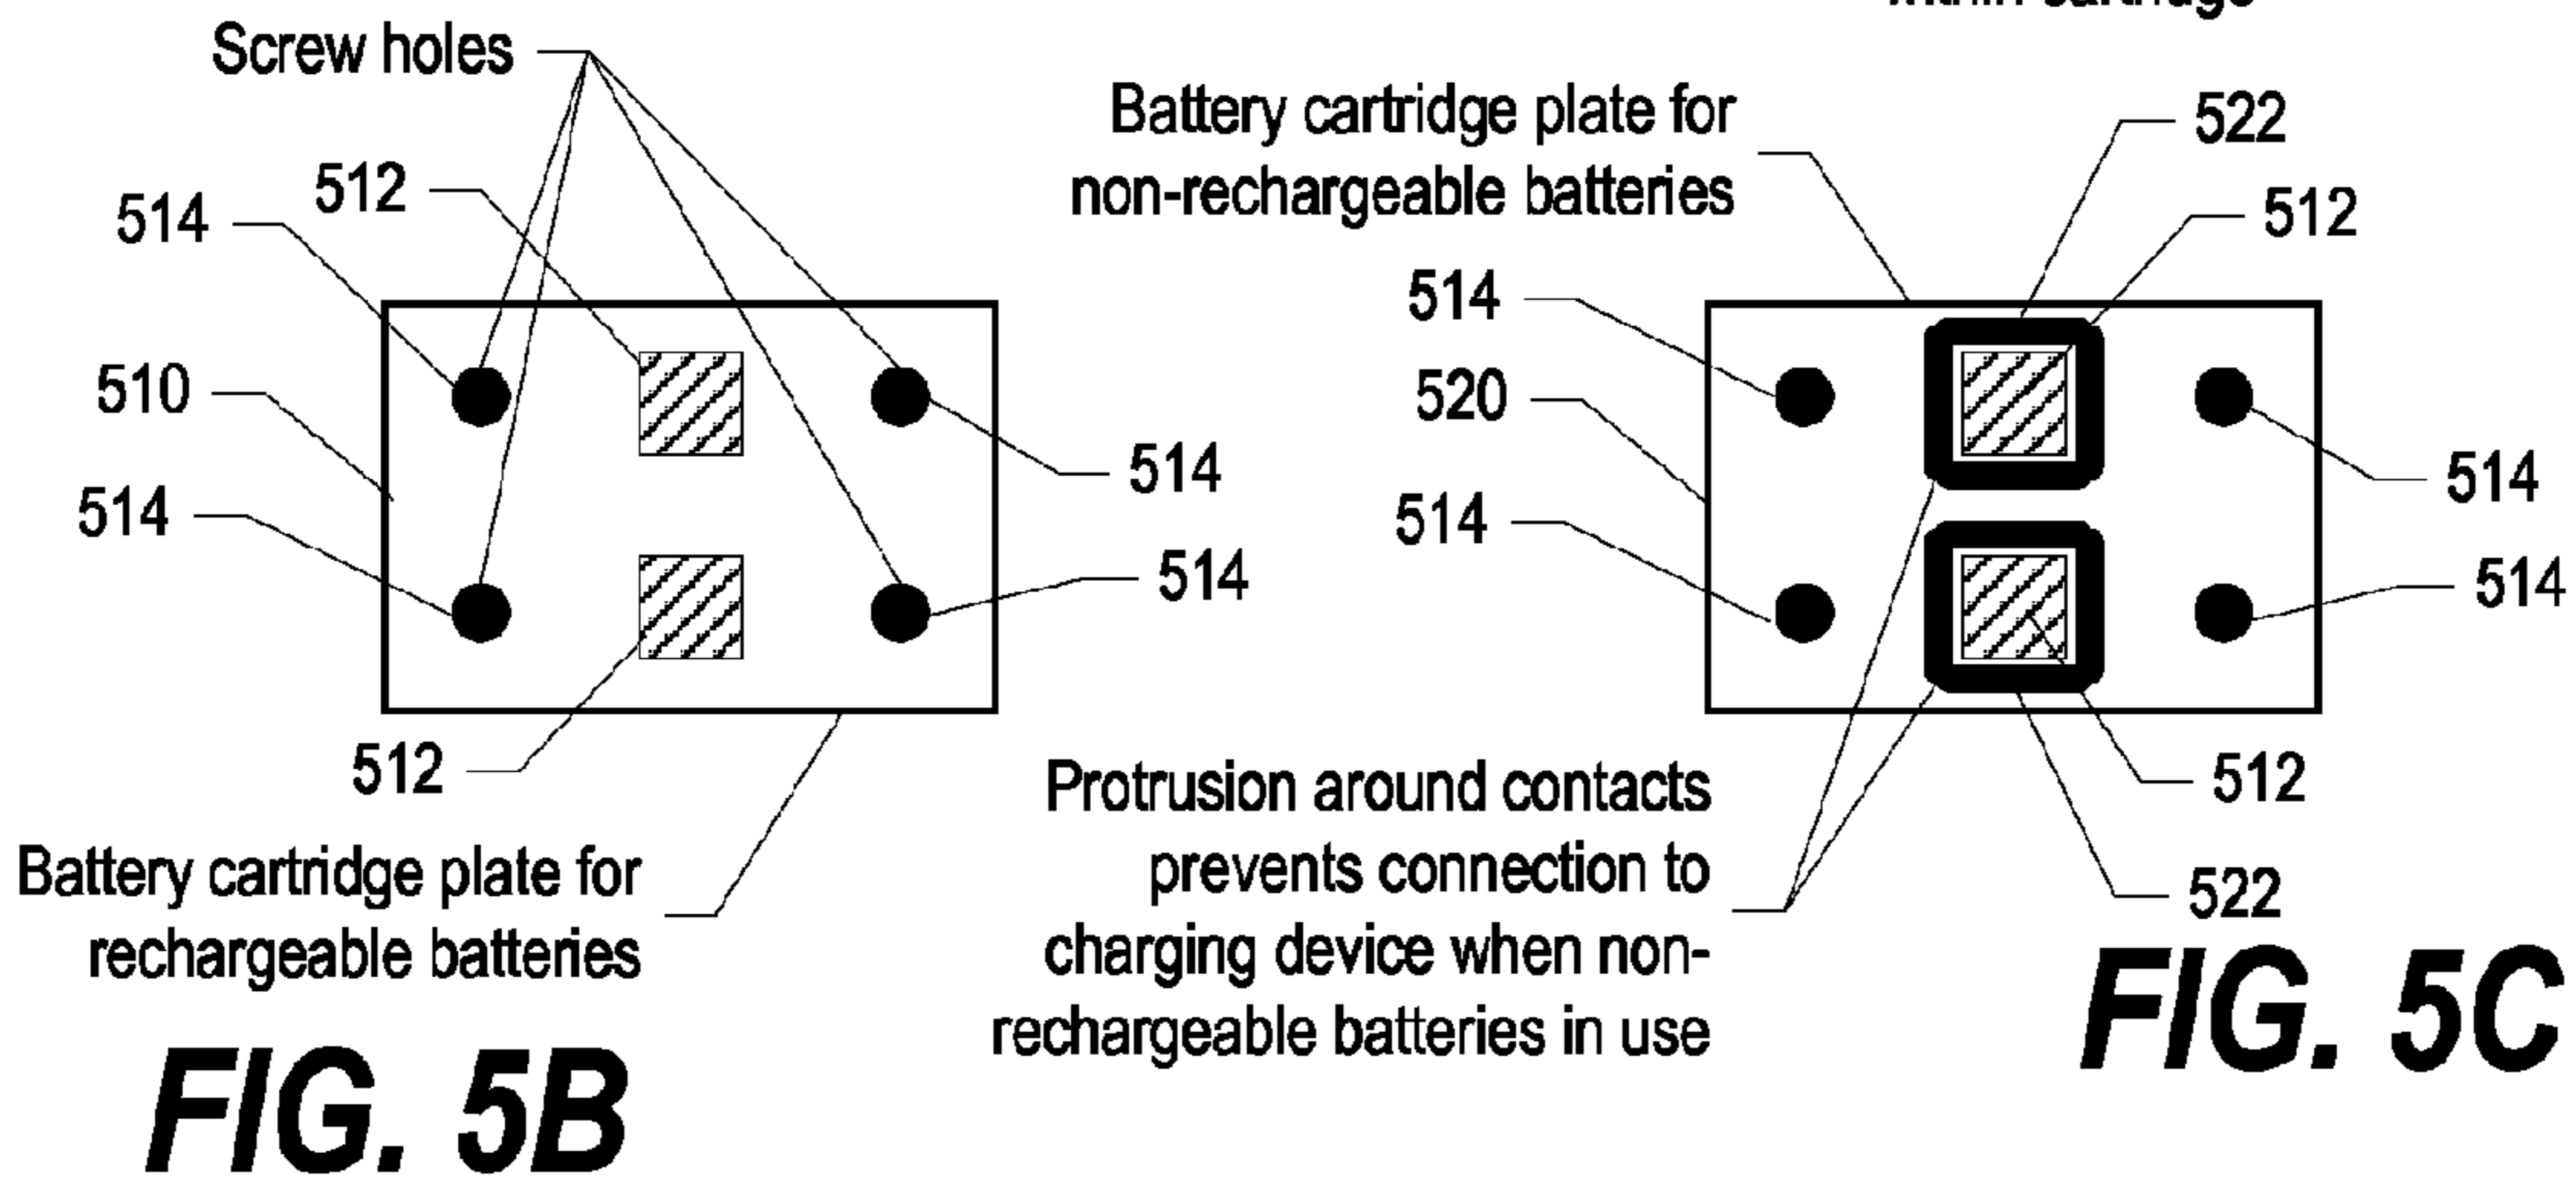 within cartridge
Screw holes
512
514
510
514
514
514
512
Battery cartridge plate for
rechargeable batteries
FIG. 5B
Battery cartridge plate for
non-rechargeable batteries
522
512
514
520
514
514
514
512
522
Protrusion around contacts
prevents connection to
charging device when non-
rechargeable batteries in use
FIG. 5C